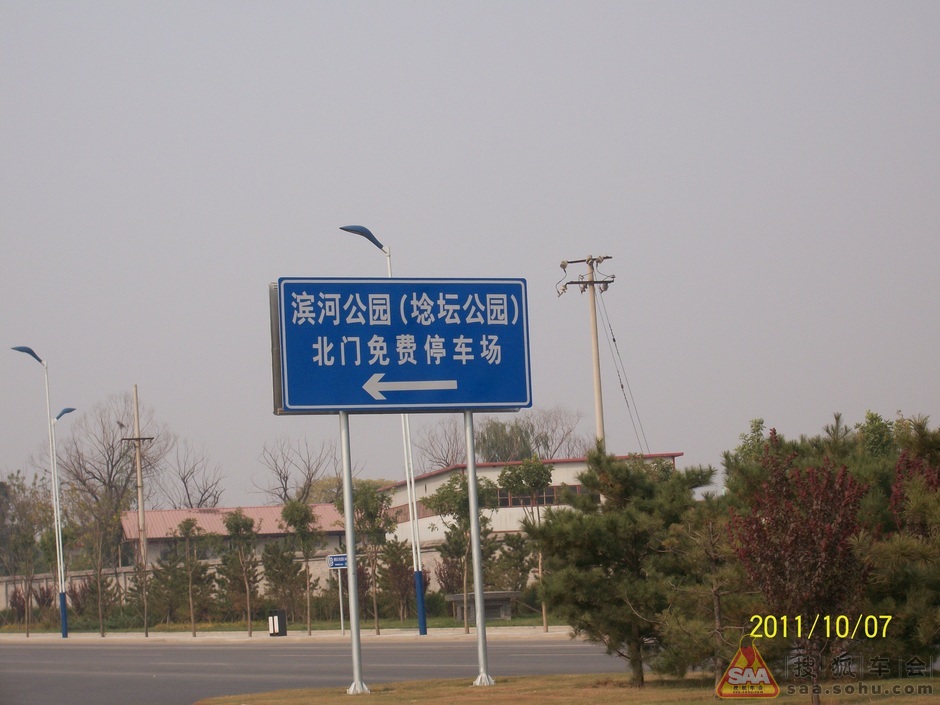 滨河公园(埝坛公园)
北门免费停车场
2011/10/07
SAA
搜狐车会
saa.sohu.com